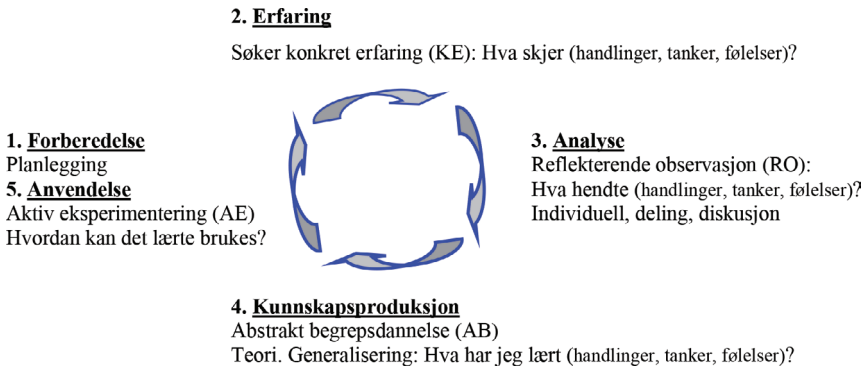 2. Erfaring
Søker konkret erfaring (KE): Hva skjer (handlinger, tanker, følelser)?
1. Forberedelse
Planlegging
5. Anvendelse
Aktiv eksperimentering (AE)
Hvordan kan det lærte brukes?
3. Analyse
Reflekterende observasjon (RO):
Hva hendte (handlinger, tanker, følelser)?
Individuell, deling, diskusjon
4. Kunnskapsproduksjon
Abstrakt begrepsdannelse (AB)
Teori. Generalisering: Hva har jeg lært (handlinger, tanker, følelser)?